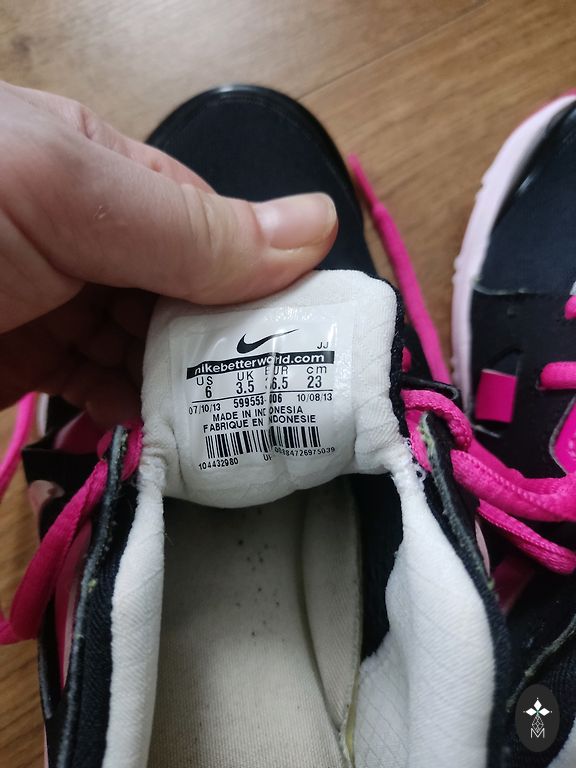 JJ
nikebetterworld.com
US UK EUR cm
6 3.5 36.5 23
07/10/13 599553 006 10/08/13
MADE IN INDONESIA
FABRIQUE EN INDONESIE
104432980
M